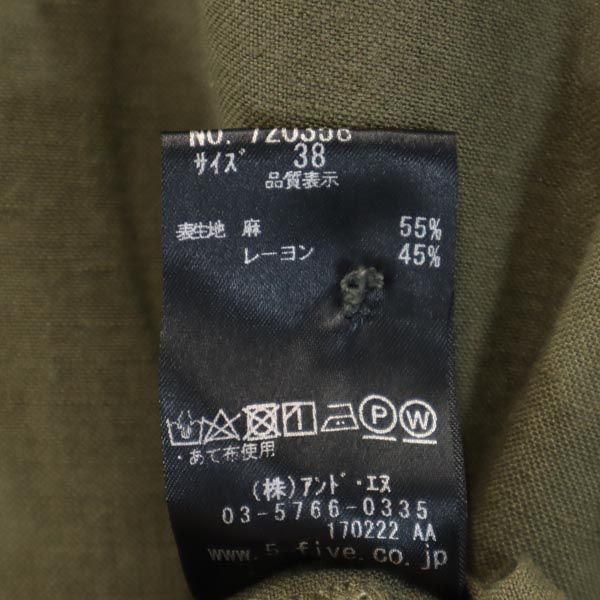 NO. 720358
サイズ 38
品質表示
表生地 麻 55%
レーヨン 45%
P W
・あて布使用
(株)アンド・エヌ
03-5766-0335
170222 AA
www.5-five.co.jp